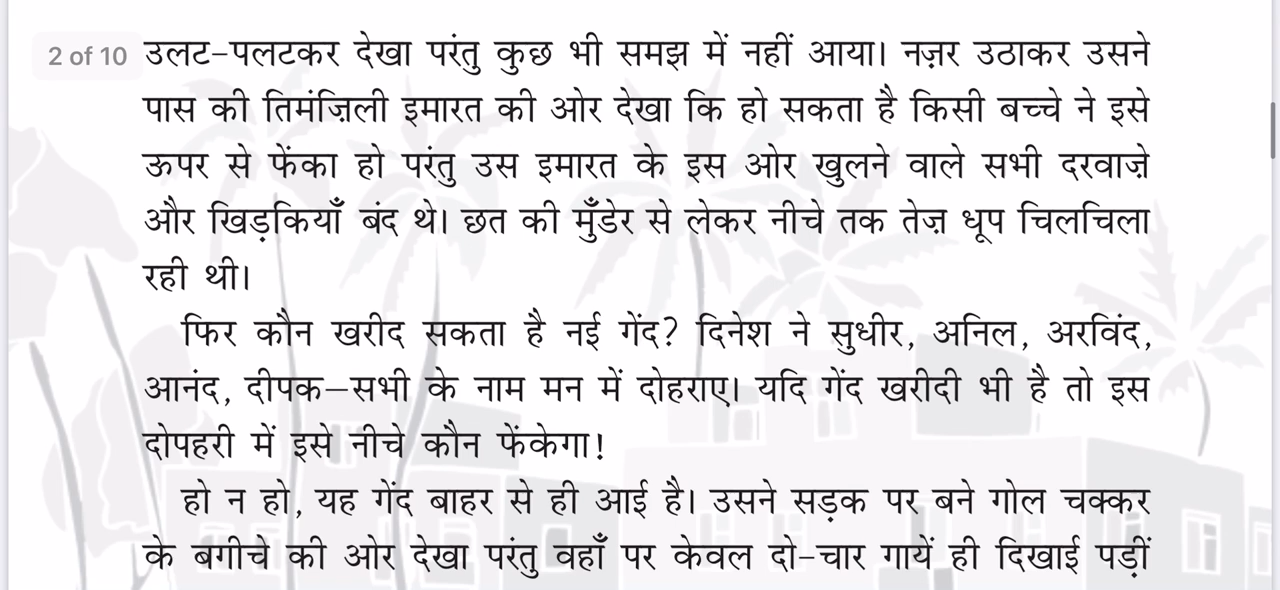 2 of 10
उलट-पलटकर देखा परंतु कुछ भी समझ में नहीं आया। नज़र उठाकर उसने
पास की तिमंज़िली इमारत की ओर देखा कि हो सकता है किसी बच्चे ने इसे
ऊपर से फेंका हो परंतु उस इमारत के इस ओर खुलने वाले सभी दरवाज़े
और खिड़कियाँ बंद थे। छत की मुँडेर से लेकर नीचे तक तेज़ धूप चिलचिला
रही थी।
फिर कौन खरीद सकता है नई गेंद? दिनेश ने सुधीर, अनिल, अरविंद,
आनंद, दीपक—सभी के नाम मन में दोहराए। यदि गेंद खरीदी भी है तो इस
दोपहरी में इसे नीचे कौन फेंकेगा!
हो न हो, यह गेंद बाहर से ही आई है। उसने सड़क पर बने गोल चक्कर
के बगीचे की ओर देखा परंतु वहाँ पर केवल दो-चार गायें ही दिखाई पड़ीं